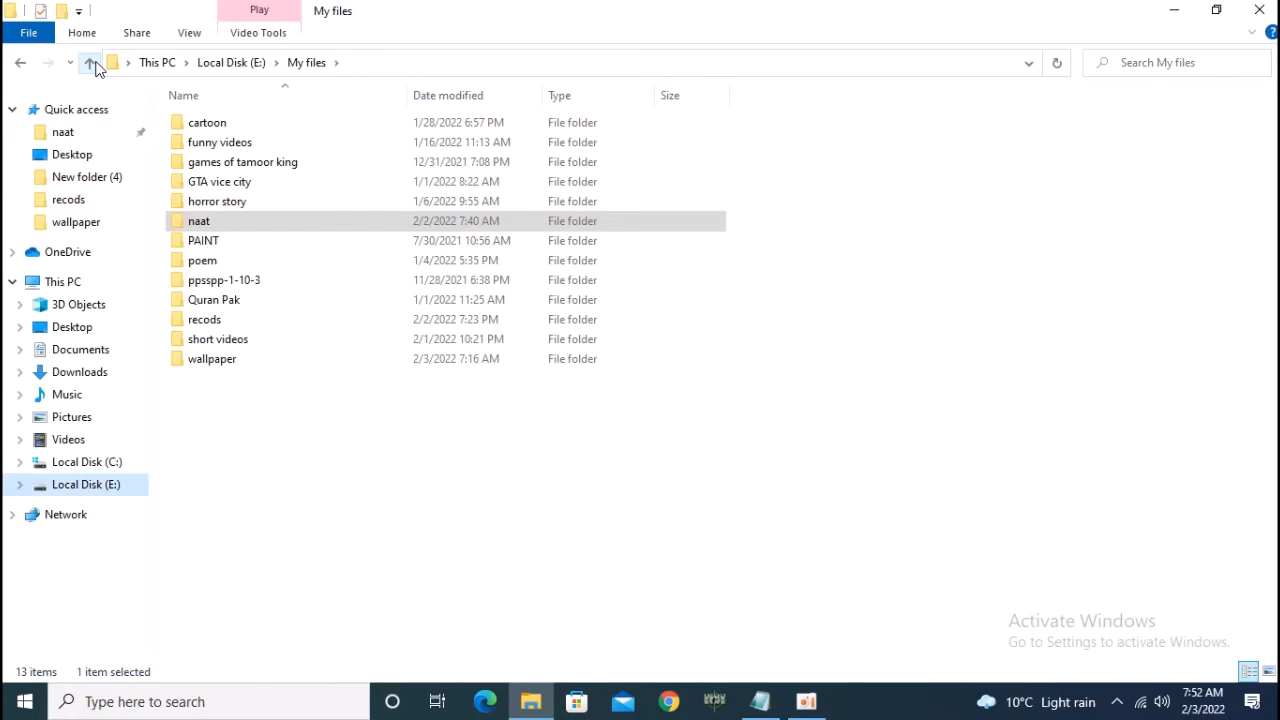 Play
My files
File
Home
Share
View
Video Tools
This PC
Local Disk (E:)
My files
Search My files
Name
Date modified
Type
Size
Quick access
naat
Desktop
New folder (4)
recods
wallpaper
OneDrive
This PC
3D Objects
Desktop
Documents
Downloads
Music
Pictures
Videos
Local Disk (C:)
Local Disk (E:)
Network
cartoon 1/28/2022 6:57 PM File folder
funny videos 1/16/2022 11:13 AM File folder
games of tamoor king 12/31/2021 7:08 PM File folder
GTA vice city 1/1/2022 8:22 AM File folder
horror story 1/6/2022 9:55 AM File folder
naat 2/2/2022 7:40 AM File folder
PAINT 7/30/2021 10:56 AM File folder
poem 1/4/2022 5:35 PM File folder
ppsspp-1-10-3 11/28/2021 6:38 PM File folder
Quran Pak 1/1/2022 11:25 AM File folder
recods 2/2/2022 7:23 PM File folder
short videos 2/1/2022 10:21 PM File folder
wallpaper 2/3/2022 7:16 AM File folder
Activate Windows
Go to Settings to activate Windows.
13 items 1 item selected
Type here to search
10°C Light rain
7:52 AM
2/3/2022